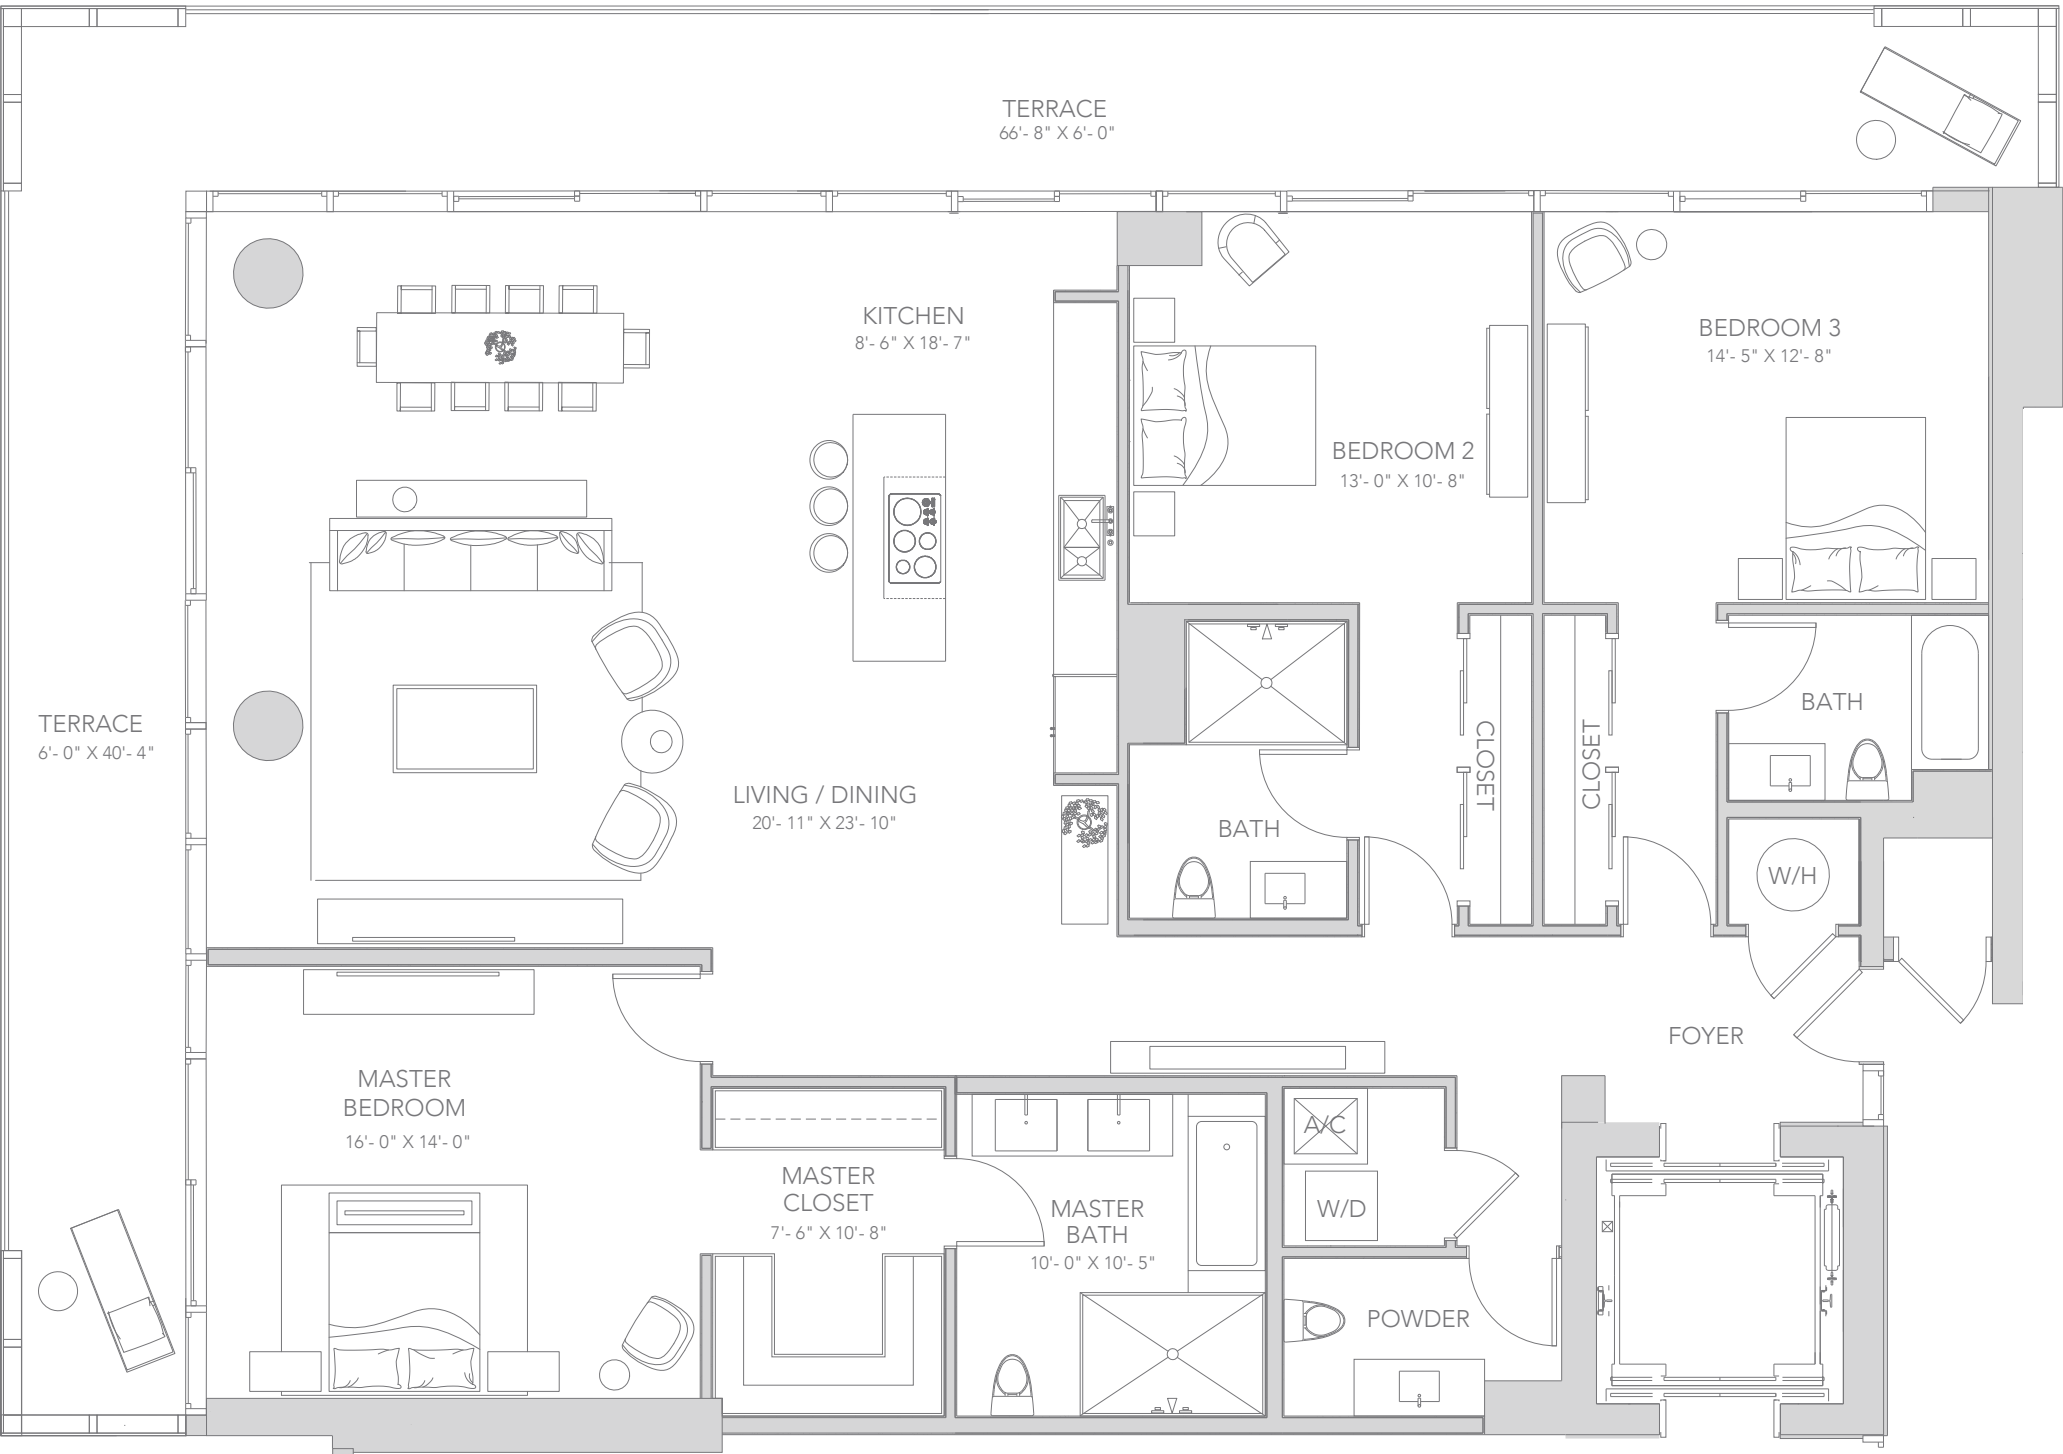 TERRACE
66'- 8" X 6'- 0"
KITCHEN
8'- 6" X 18'- 7"
BEDROOM 3
14'- 5" X 12'- 8"
BEDROOM 2
13'- 0" X 10'- 8"
TERRACE
6'- 0" X 40'- 4"
LIVING / DINING
20'- 11" X 23'- 10"
BATH
CLOSET
CLOSET
BATH
W/H
FOYER
MASTER
BEDROOM
16'- 0" X 14'- 0"
MASTER
CLOSET
7'- 6" X 10'- 8"
MASTER
BATH
10'- 0" X 10'- 5"
A/C
W/D
POWDER